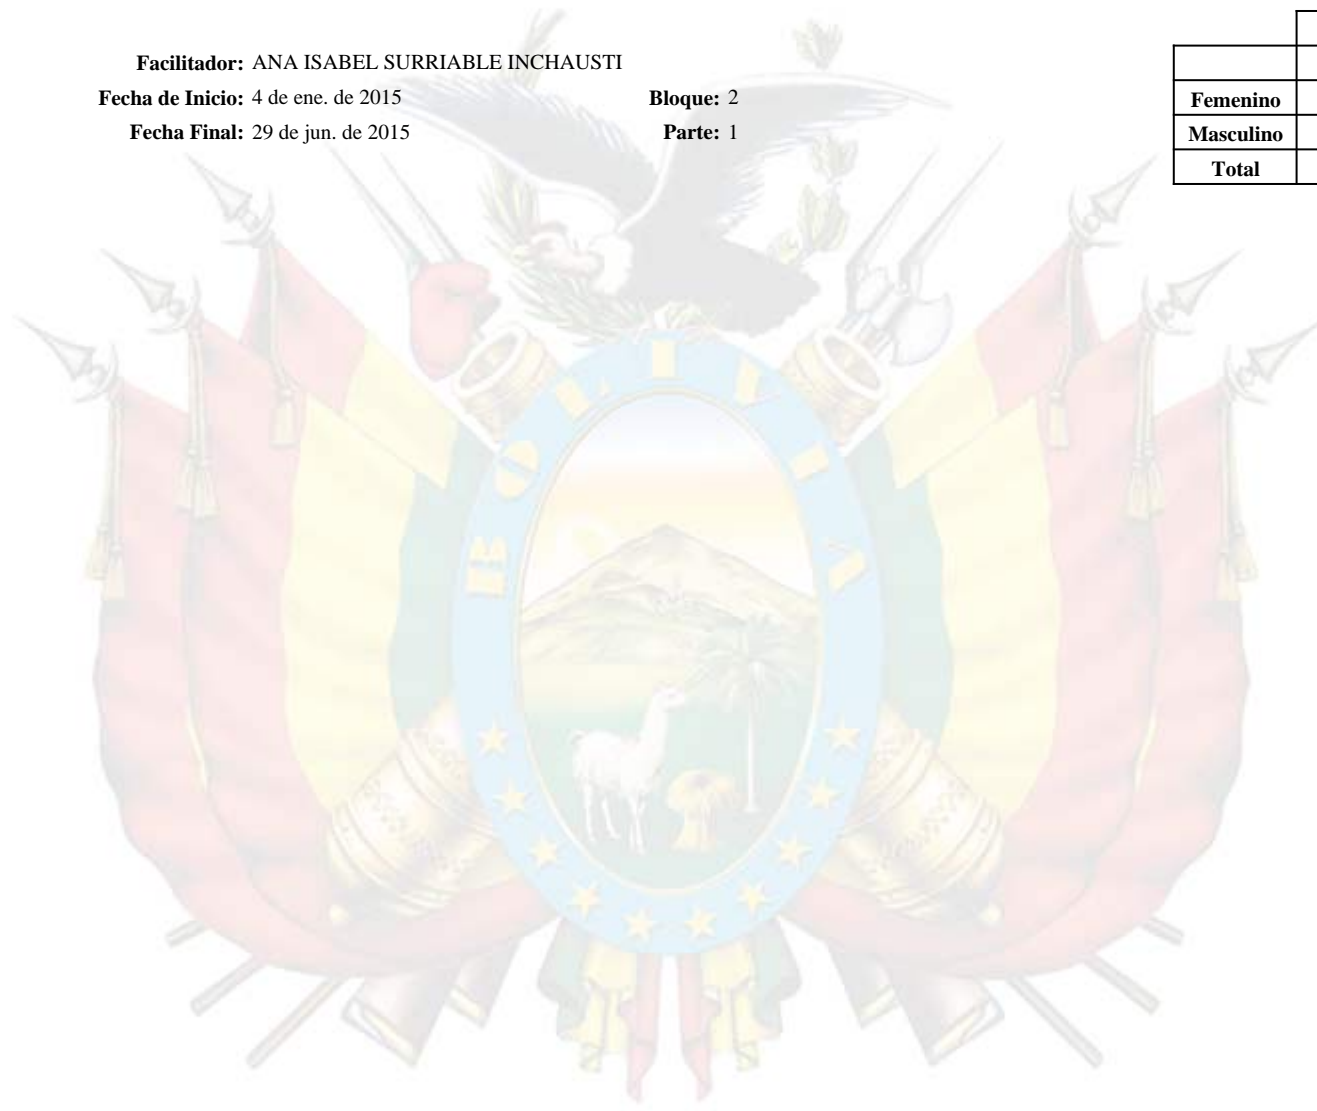 Facilitador: ANA ISABEL SURRIABLE INCHAUSTI
Fecha de Inicio: 4 de ene. de 2015 Bloque: 2
Fecha Final: 29 de jun. de 2015 Parte: 1
Femenino
Masculino
Total
BOLIVIA